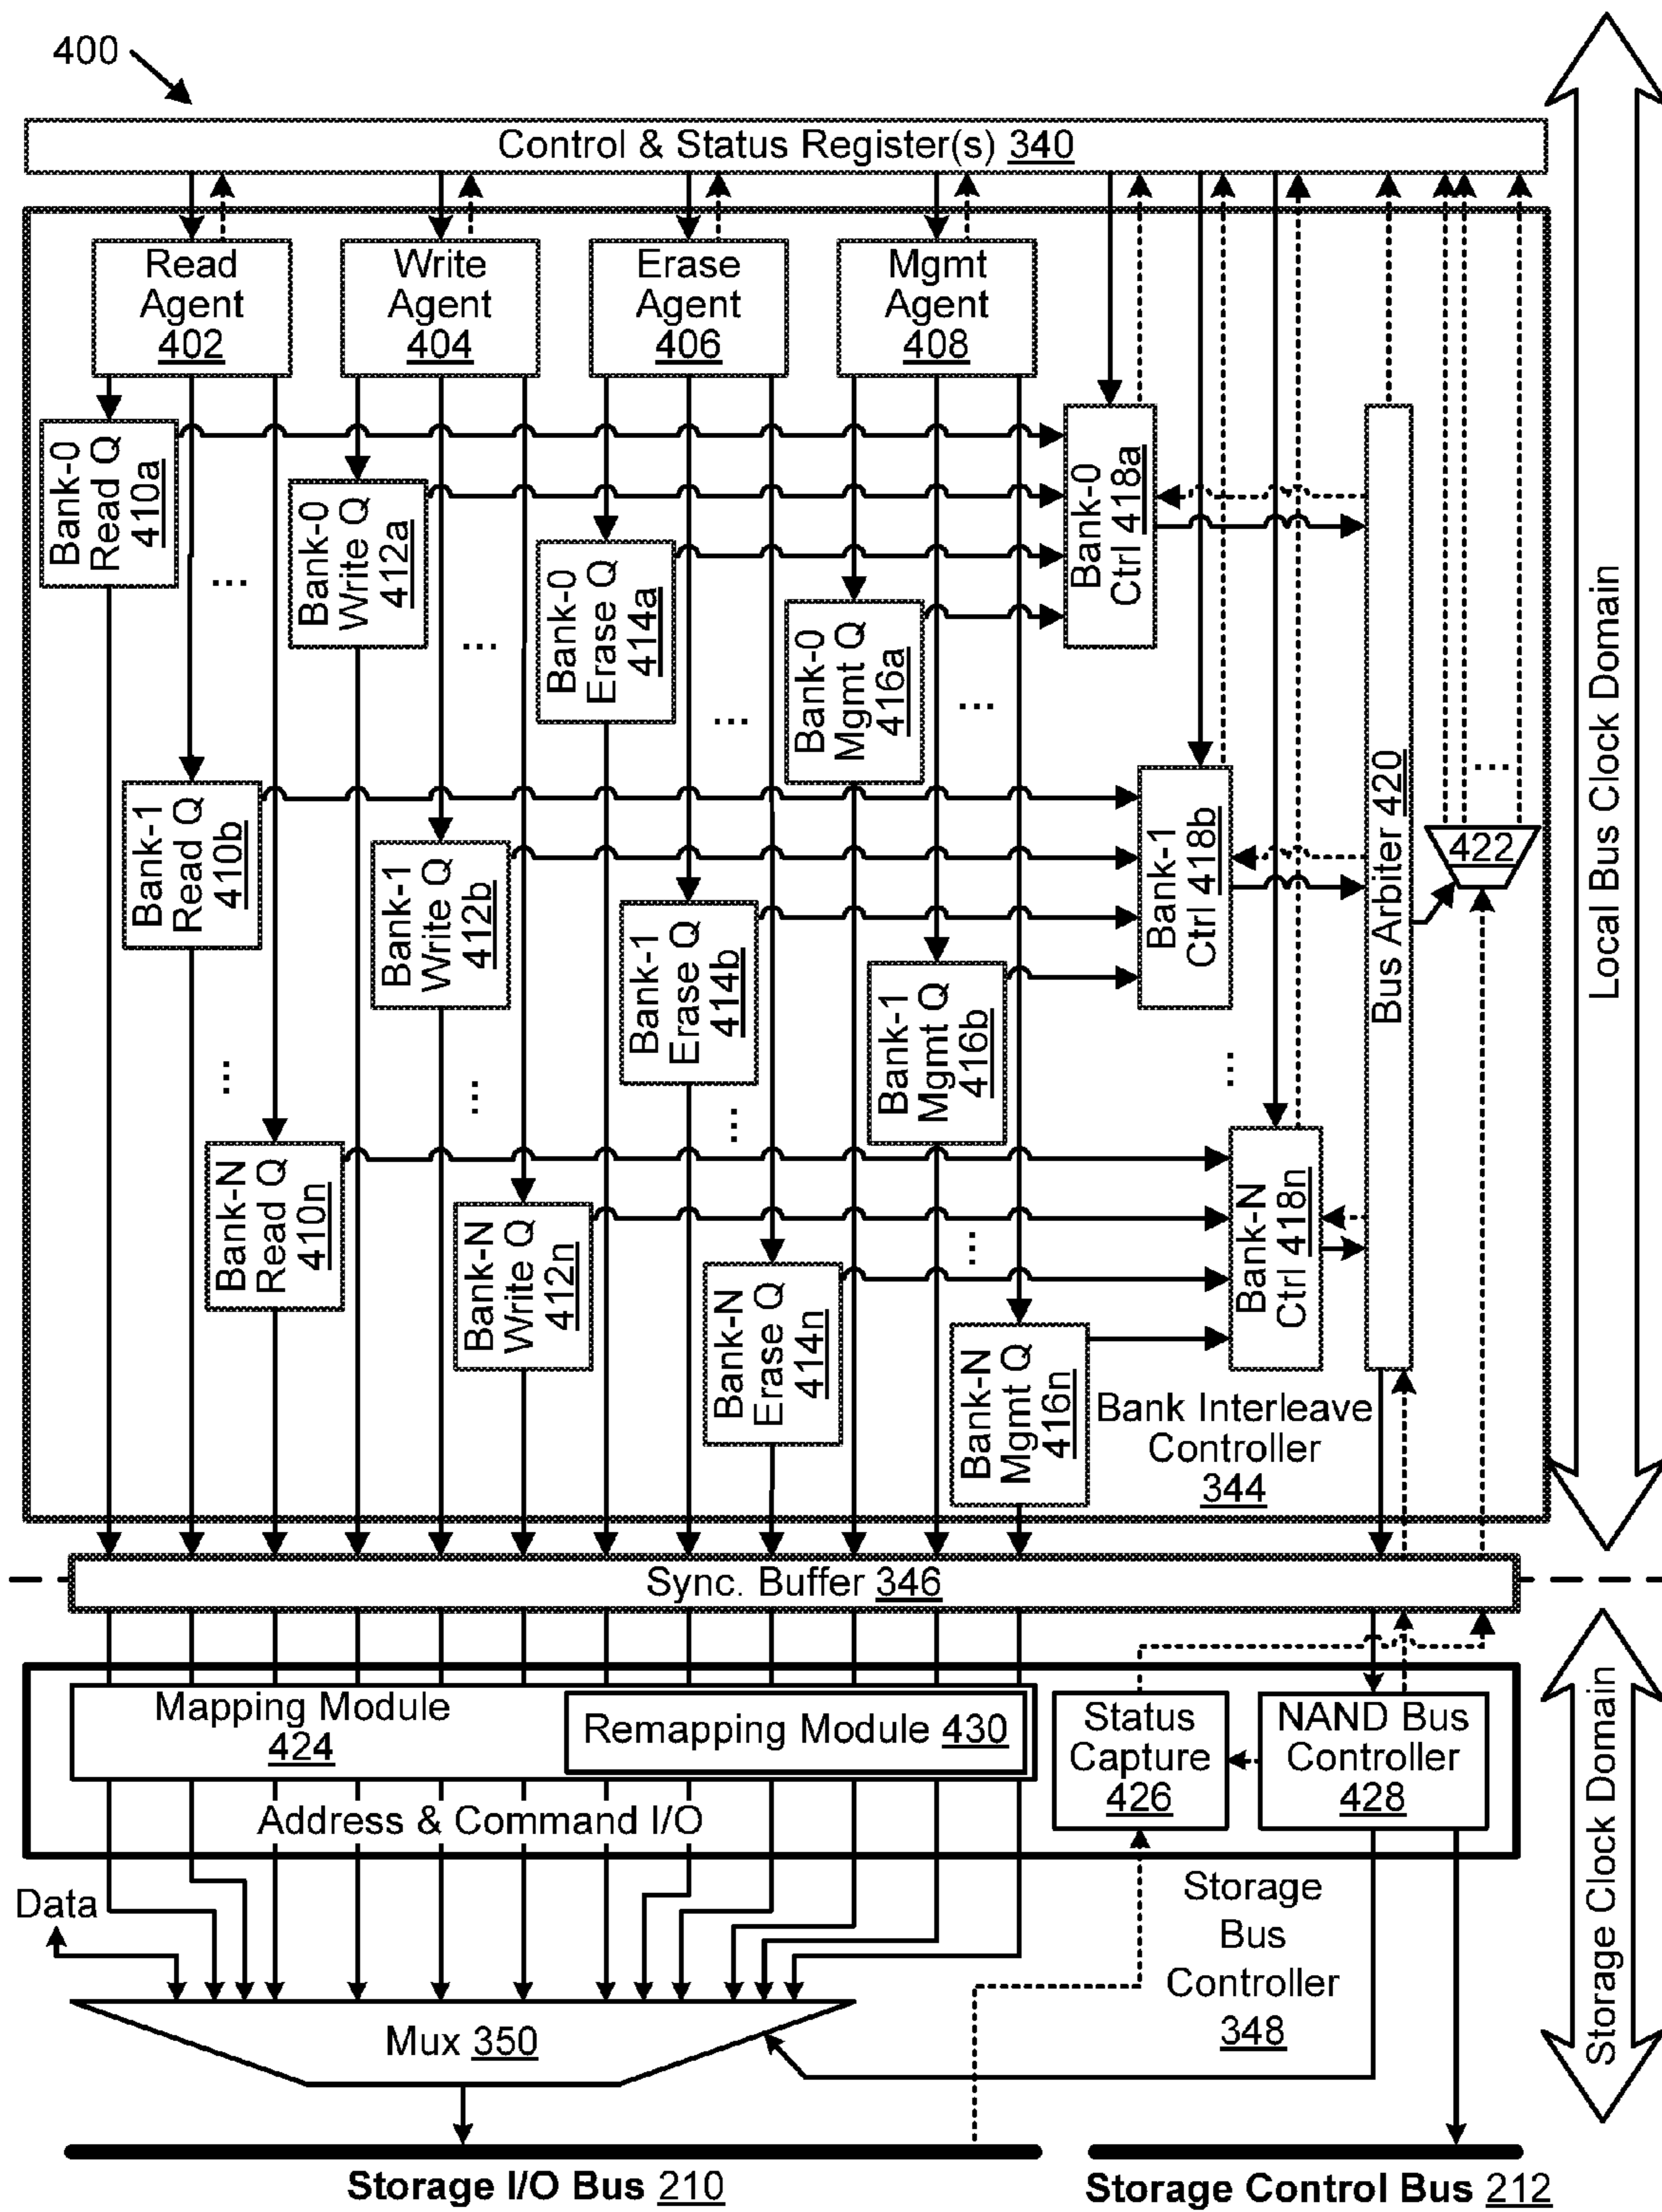 400
Control & Status Register(s) 340
Read
Agent
402
Write
Agent
404
Erase
Agent
406
Mgmt
Agent
408
Bank-0
Read Q
410a
Bank-0
Write Q
412a
Bank-0
Erase Q
414a
Bank-0
Mgmt Q
416a
Bank-0
Ctrl 418a
...
...
...
...
Bank-1
Read Q
410b
Bank-1
Write Q
412b
Bank-1
Erase Q
414b
Bank-1
Mgmt Q
416b
Bank-1
Ctrl 418b
Bus Arbiter 420
...
422
Local Bus Clock Domain
...
...
...
...
...
Bank-N
Read Q
410n
Bank-N
Write Q
412n
Bank-N
Erase Q
414n
Bank-N
Mgmt Q
416n
Bank-N
Ctrl 418n
Bank Interleave
Controller
344
Sync. Buffer 346
Mapping Module
424
Remapping Module 430
Status
Capture
426
NAND Bus
Controller
428
Address & Command I/O
Storage Clock Domain
Data
Storage
Bus
Controller
348
Mux 350
Storage I/O Bus 210
Storage Control Bus 212